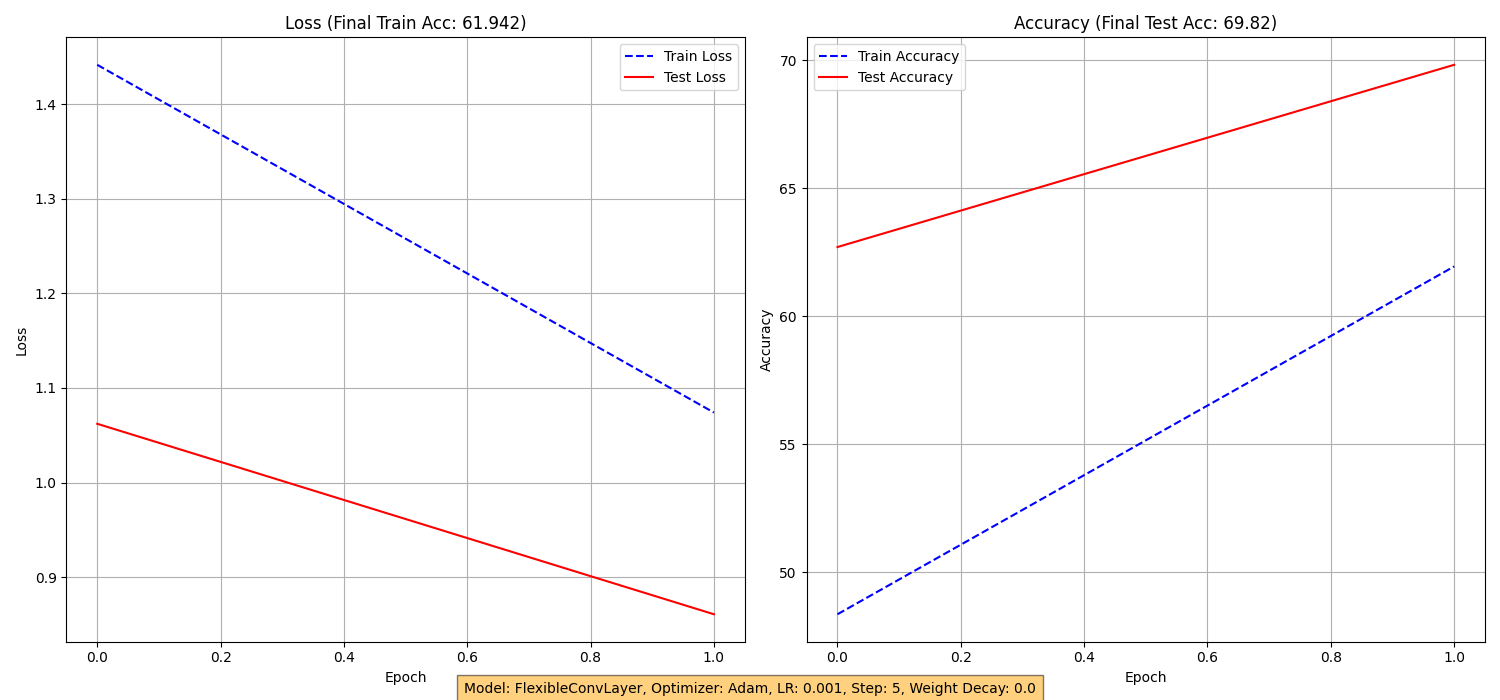 Loss (Final Train Acc: 61.942)
Train Loss
Test Loss
1.4
1.3
1.2
1.1
1.0
0.9
Loss
0.0 0.2 0.4 0.6 0.8 1.0
Epoch
Accuracy (Final Test Acc: 69.82)
Train Accuracy
Test Accuracy
70
65
60
55
50
Accuracy
0.0 0.2 0.4 0.6 0.8 1.0
Epoch
Model: FlexibleConvLayer, Optimizer: Adam, LR: 0.001, Step: 5, Weight Decay: 0.0